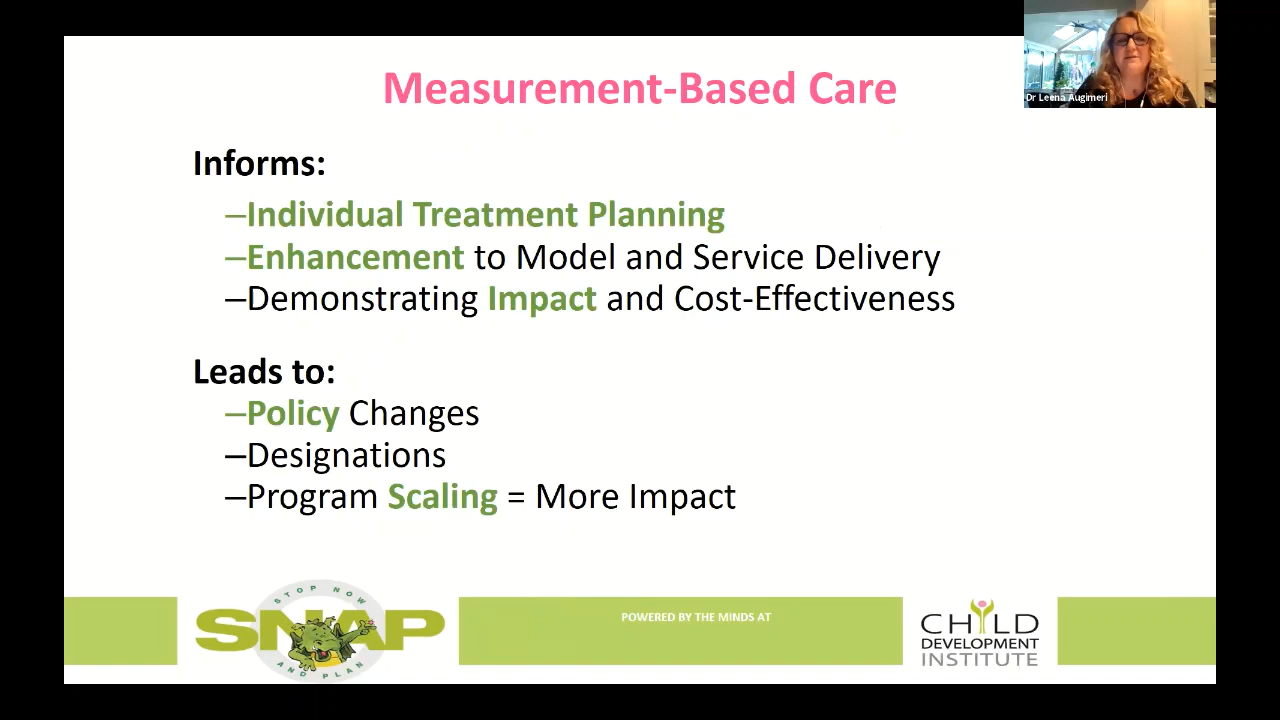 Measurement-Based Care
Dr Leena Augimeri
Informs:
–Individual Treatment Planning
–Enhancement to Model and Service Delivery
–Demonstrating Impact and Cost-Effectiveness
Leads to:
–Policy Changes
–Designations
–Program Scaling = More Impact
STOP NOW
SNAP
AND PLAN
POWERED BY THE MINDS AT
CHILD
DEVELOPMENT
INSTITUTE